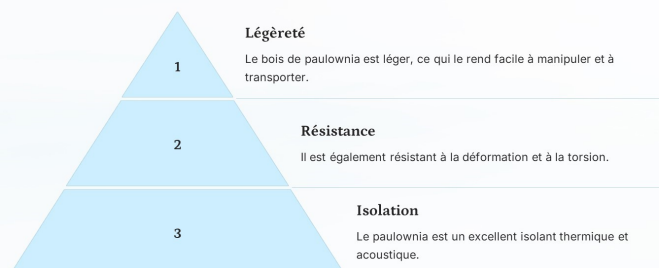 Légèreté
Le bois de paulownia est léger, ce qui le rend facile à manipuler et à
transporter.
1
Résistance
Il est également résistant à la déformation et à la torsion.
2
Isolation
Le paulownia est un excellent isolant thermique et
acoustique.
3